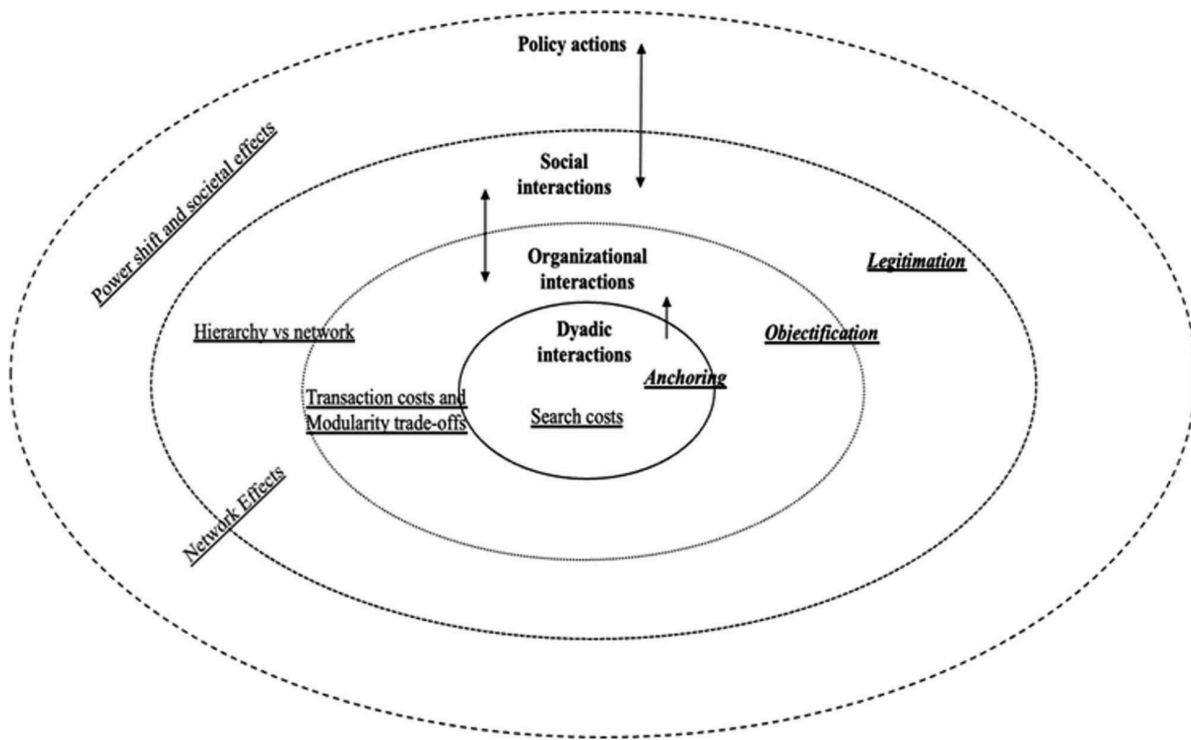 Policy actions
Power shift and societal effects
Social
interactions
Organizational
interactions
Legitimation
Hierarchy vs network
Dyadic
interactions
Objectification
Anchoring
Transaction costs and
Modularity trade-offs
Search costs
Network Effects